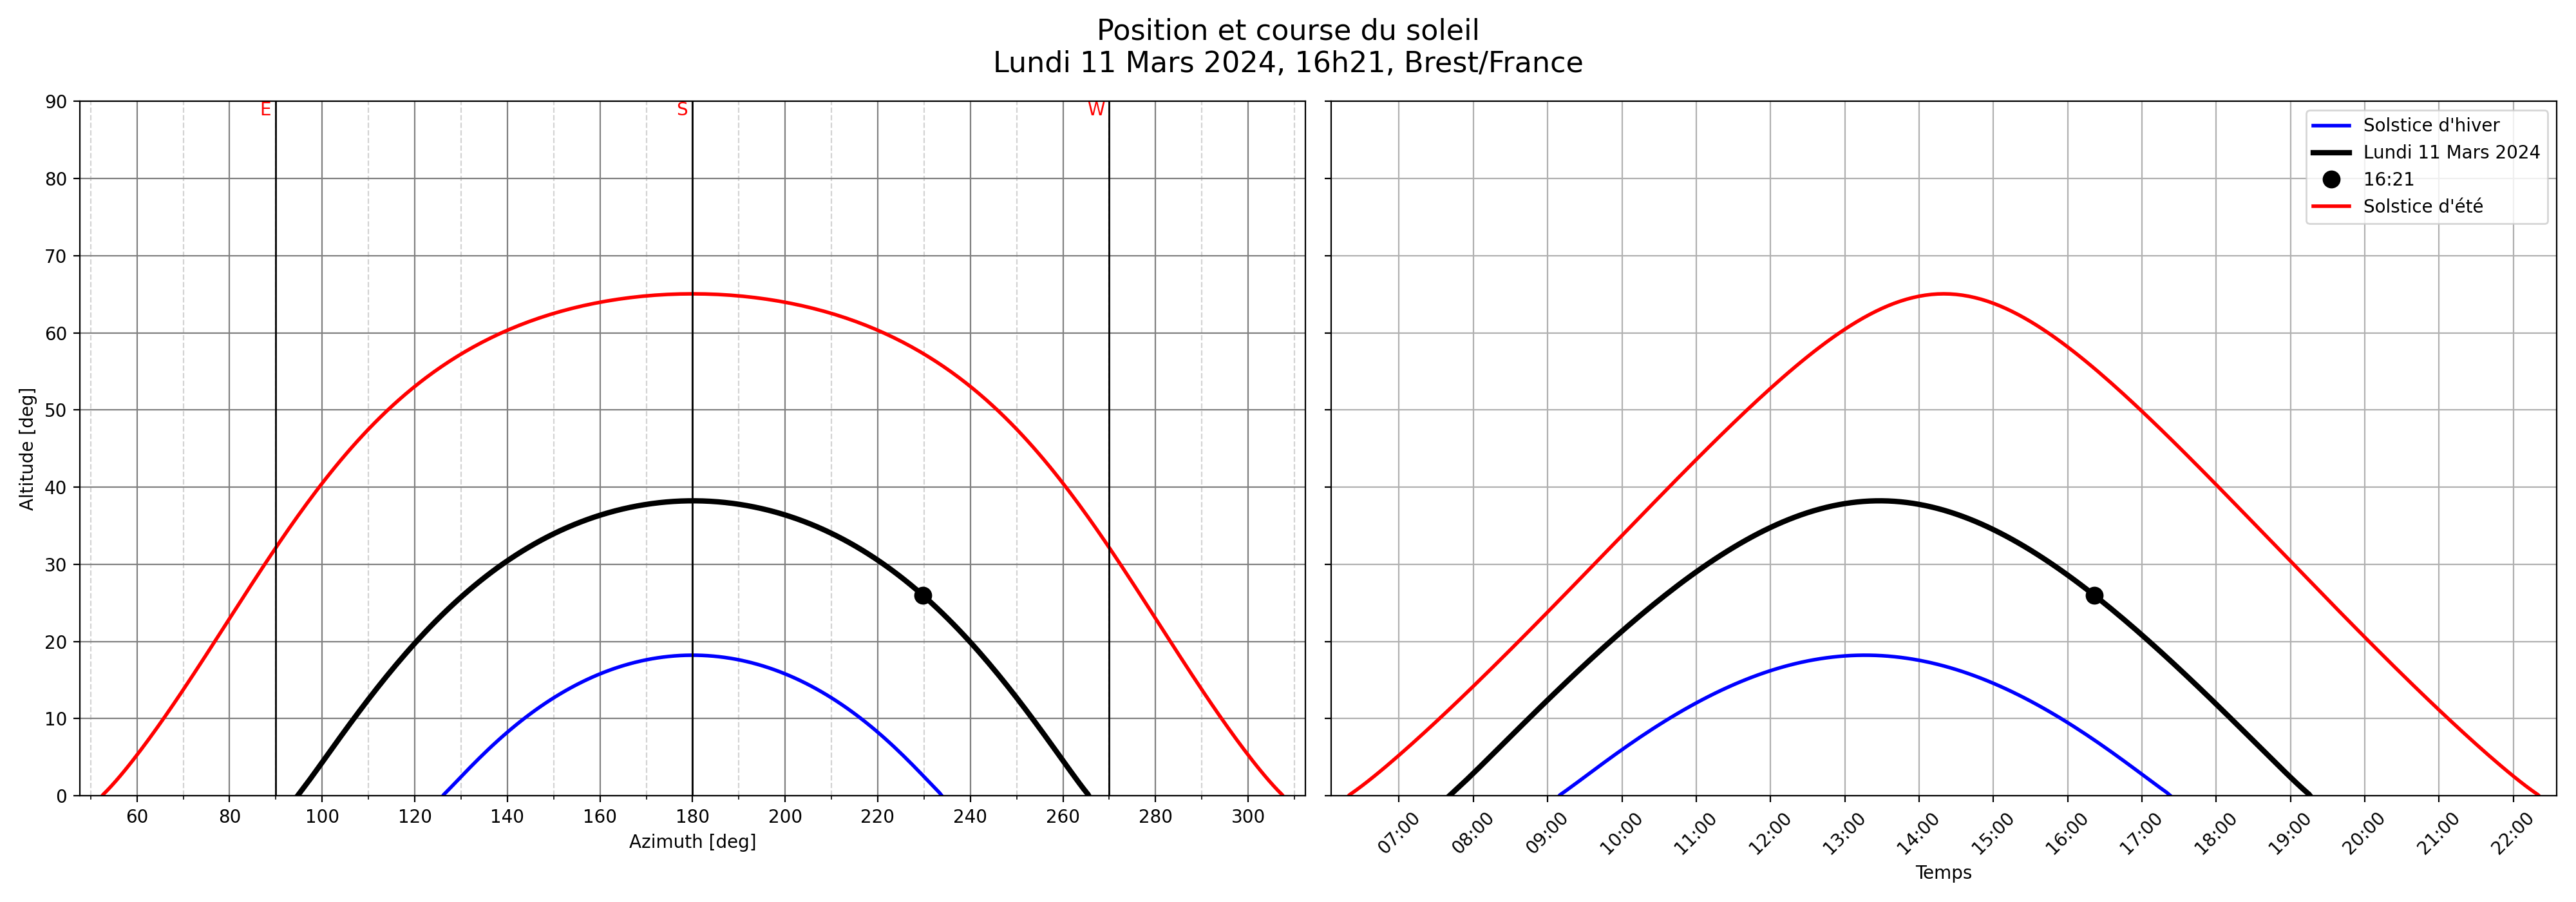 Position et course du soleil
Lundi 11 Mars 2024, 16h21, Brest/France
90
80
70
60
50
40
30
20
10
0
Altitude [deg]
E
S
W
60 80 100 120 140 160 180 200 220 240 260 280 300
Azimuth [deg]
Solstice d'hiver
Lundi 11 Mars 2024
16:21
Solstice d'été
07:00 08:00 09:00 10:00 11:00 12:00 13:00 14:00 15:00 16:00 17:00 18:00 19:00 20:00 21:00 22:00
Temps